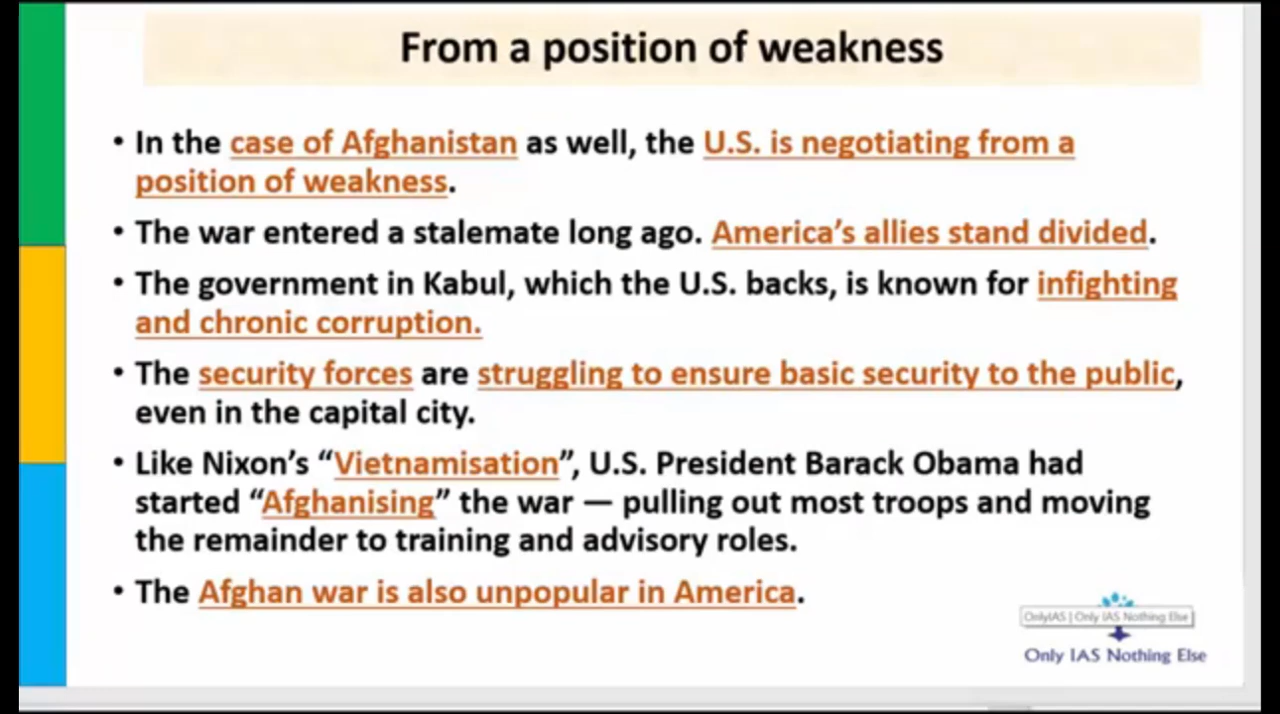 From a position of weakness
• In the case of Afghanistan as well, the U.S. is negotiating from a
position of weakness.
• The war entered a stalemate long ago. America’s allies stand divided.
• The government in Kabul, which the U.S. backs, is known for infighting
and chronic corruption.
• The security forces are struggling to ensure basic security to the public,
even in the capital city.
• Like Nixon’s “Vietnamisation”, U.S. President Barack Obama had
started “Afghanising” the war — pulling out most troops and moving
the remainder to training and advisory roles.
• The Afghan war is also unpopular in America.
OnlyIAS | Only IAS Nothing Else
Only IAS Nothing Else